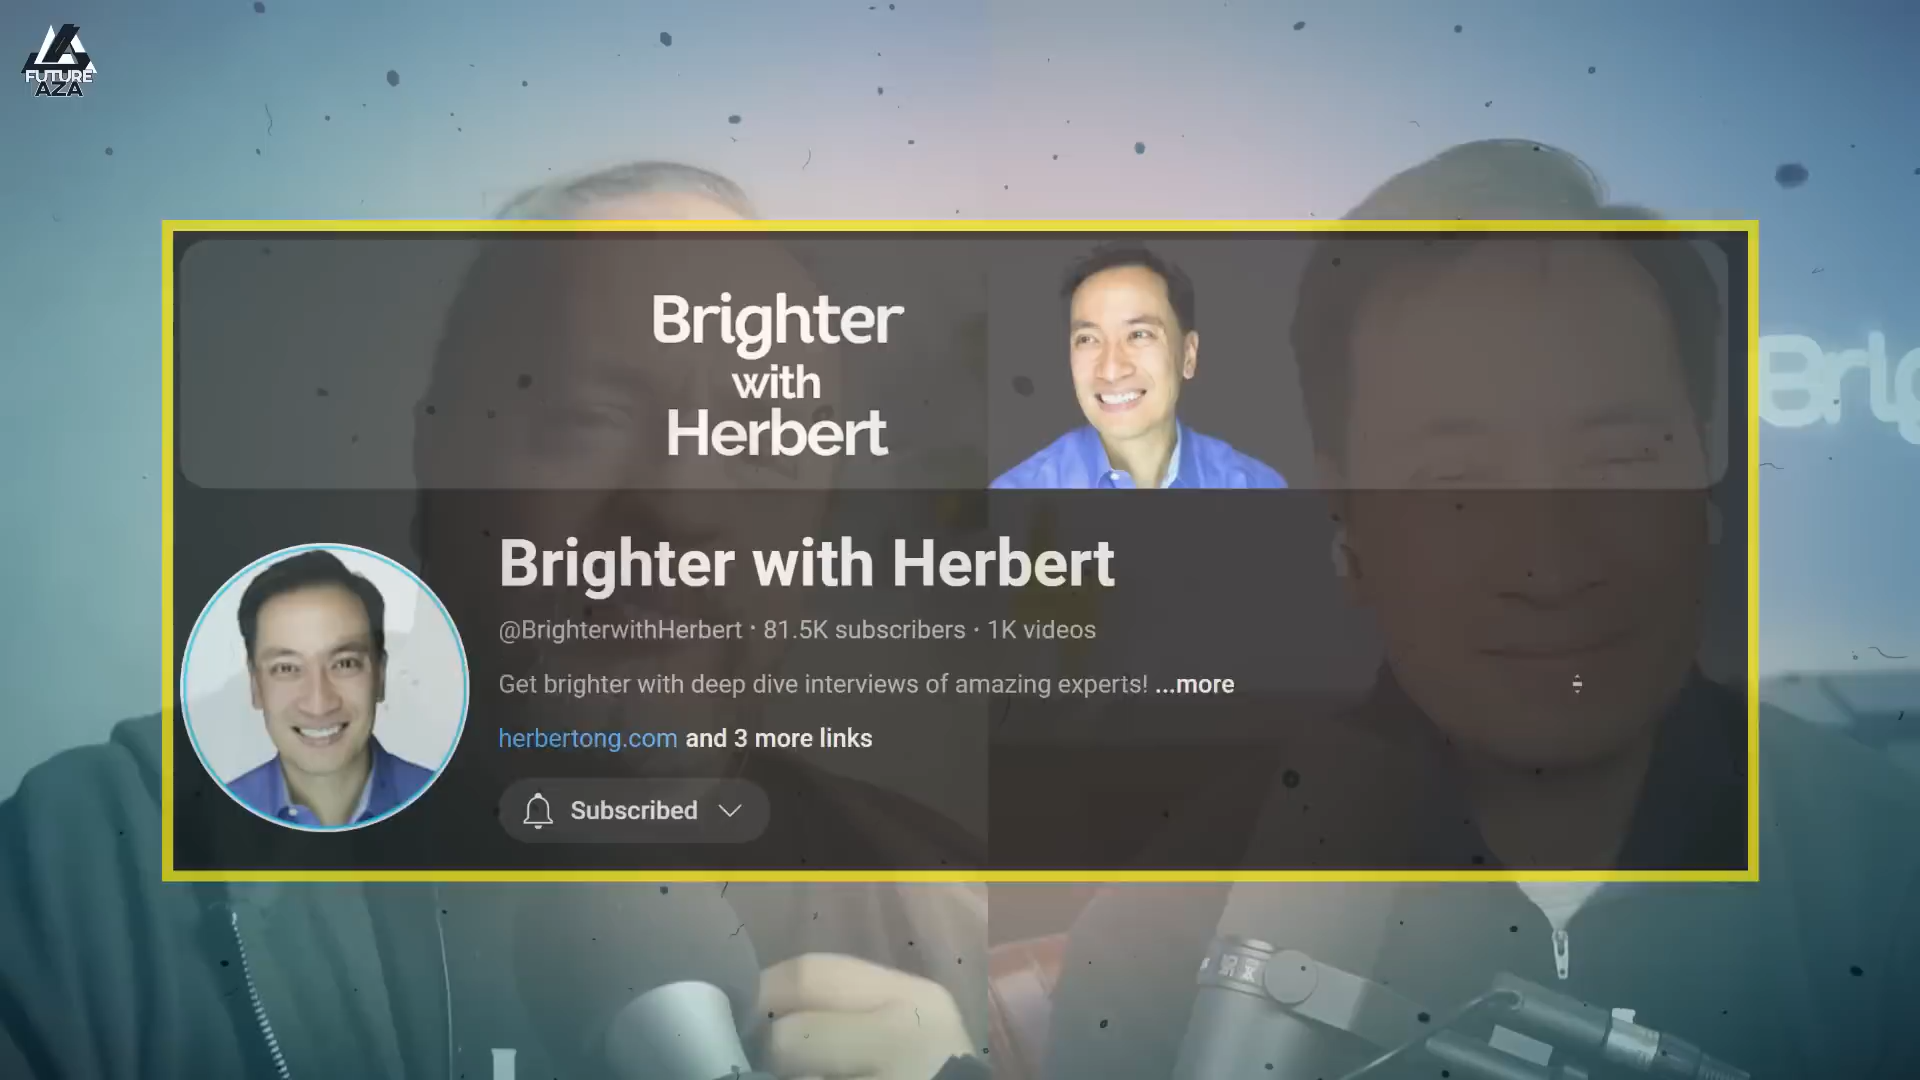 FUTURE
AZA
Brighter
with
Herbert
Brig
Brighter with Herbert
@BrighterwithHerbert · 81.5K subscribers · 1K videos
Get brighter with deep dive interviews of amazing experts! ...more
herbertong.com and 3 more links
Subscribed